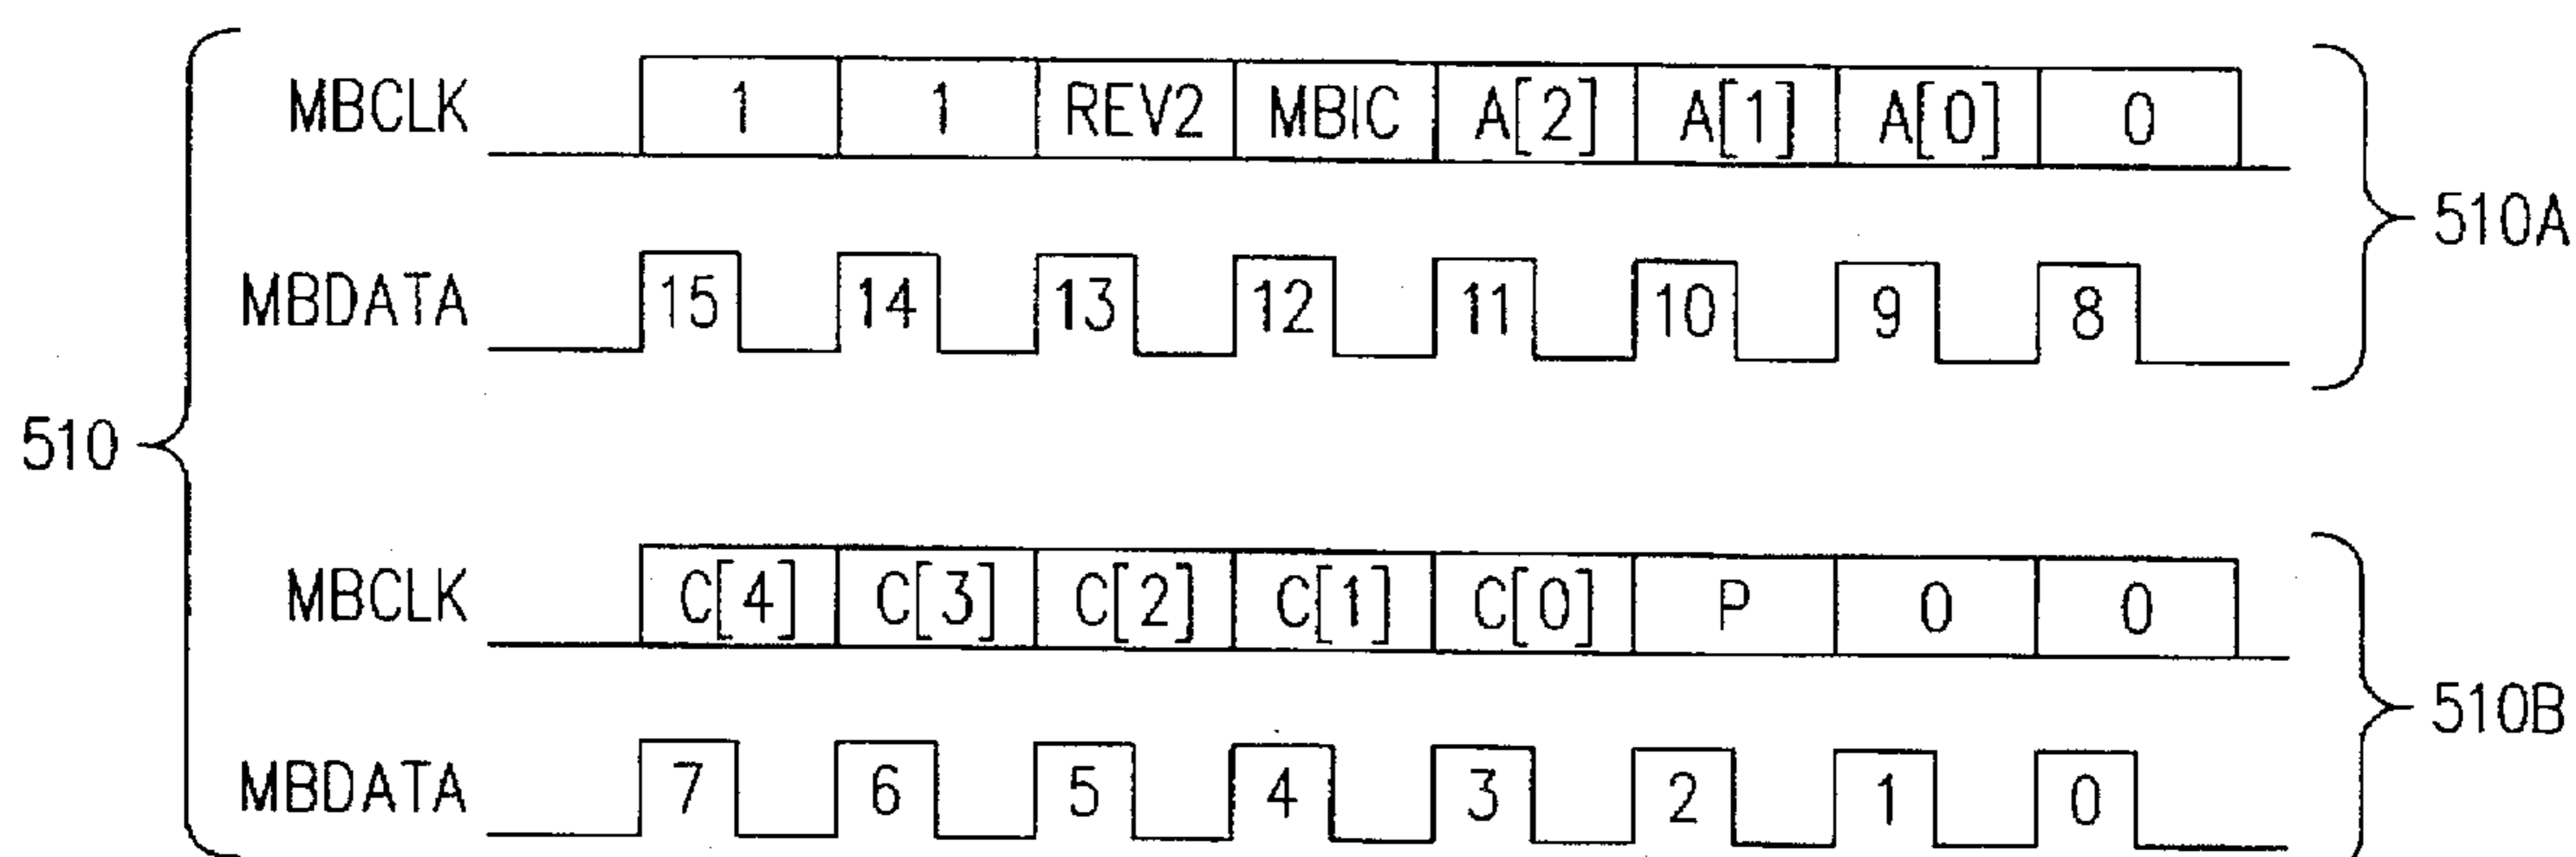 MBCLK 1 1 REV2 MBIC A[2] A[1] A[0] 0
510A
MBDATA 15 14 13 12 11 10 9 8
510
MBCLK C[4] C[3] C[2] C[1] C[0] P 0 0
510B
MBDATA 7 6 5 4 3 2 1 0